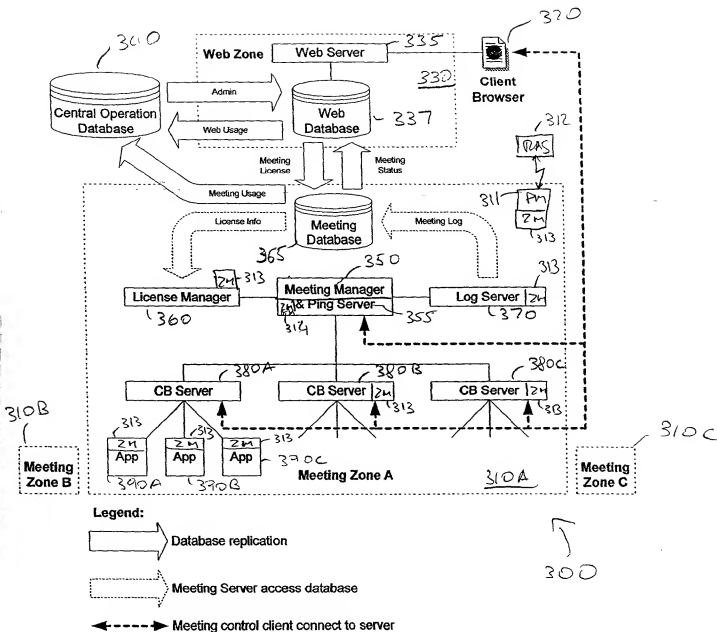 340
Web Zone
Web Server
335
320
330
Client
Browser
Admin
Central Operation
Database
Web
Database
337
Web Usage
312
RAS
Meeting
License
Meeting
Status
Meeting Usage
311
PM
ZM
313
License Info
Meeting
Database
Meeting Log
365
350
ZM
313
313
License Manager
Meeting Manager
& Ping Server
Log Server
ZM
360
314
355
370
380A
380B
380C
CB Server
CB Server
ZM
CB Server
ZM
313
313
310B
313
313
313
310C
ZM
ZM
ZM
App
App
App
390C
Meeting
Zone B
390A
390B
Meeting Zone A
310A
Meeting
Zone C
Legend:
300
Database replication
Meeting Server access database
Meeting control client connect to server